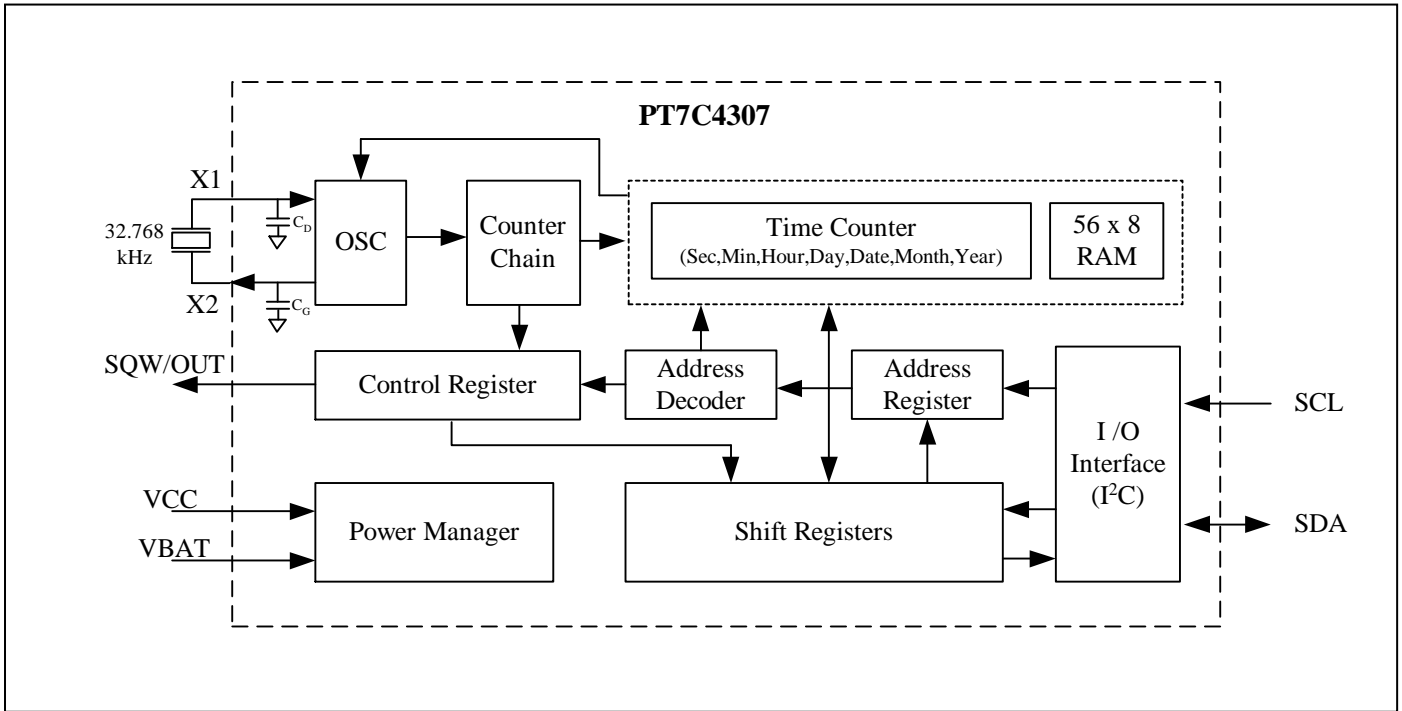 PT7C4307
X1
32.768
kHz
X2
C_D
C_G
OSC
Counter
Chain
Time Counter
(Sec,Min,Hour,Day,Date,Month,Year)
56 x 8
RAM
SQW/OUT
Control Register
Address
Decoder
Address
Register
I /O
Interface
(I²C)
SCL
SDA
VCC
VBAT
Power Manager
Shift Registers